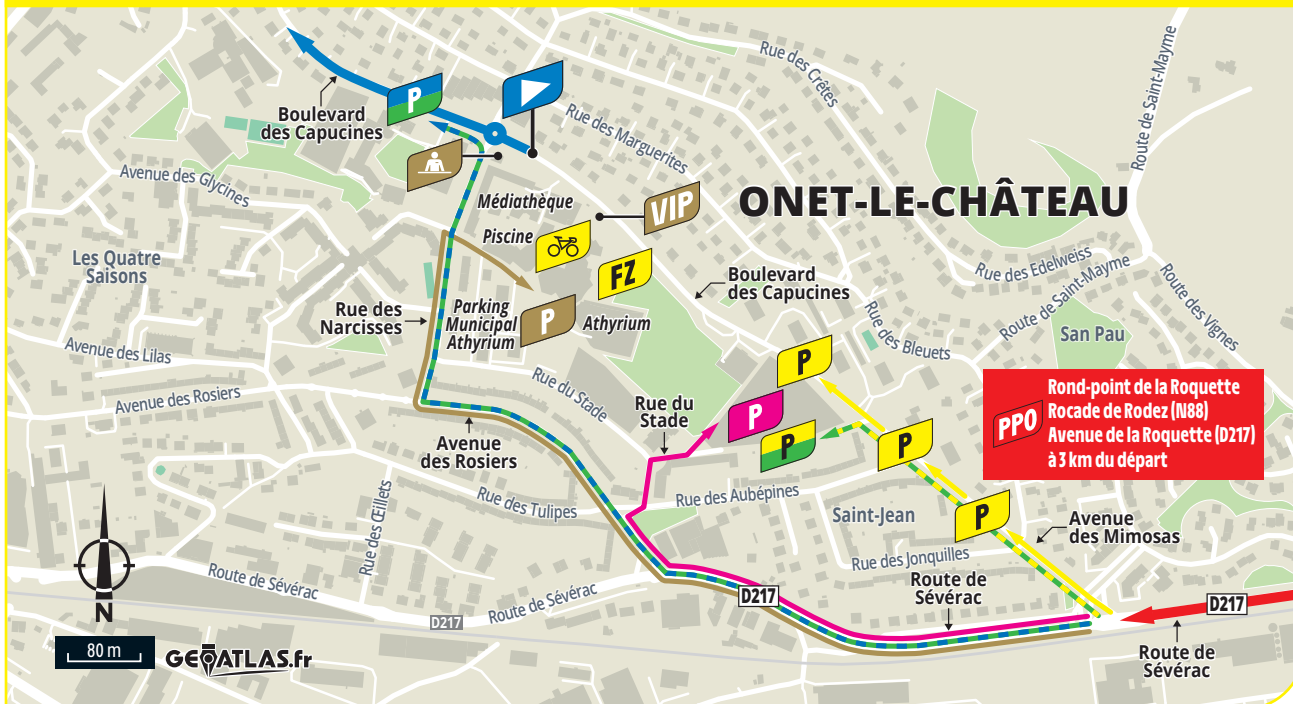 Rue des Crêtes
Route de Saint-Mayme
P
Boulevard
des Capucines
Rue des Marguerites
Avenue des Glycines
Médiathèque
VIP
ONET-LE-CHÂTEAU
Piscine
Les Quatre
Saisons
FZ
Rue des Edelweiss
Route de Saint-Mayme
Route des Vignes
Boulevard
des Capucines
Rue des
Narcisses
Parking
Municipal
Athyrium
P
Athyrium
Rue des Bleuets
San Pau
Avenue des Lilas
P
Rue du Stade
Avenue des Rosiers
Rue du
Stade
P
P
P
PPO
Rond-point de la Roquette
Rocade de Rodez (N88)
Avenue de la Roquette (D217)
à 3 km du départ
Avenue
des Rosiers
Rue des Tulipes
Rue des Aubépines
Saint-Jean
P
Avenue
des Mimosas
Rue des Œillets
Rue des Jonquilles
Route de Sévérac
Route de Sévérac
D217
D217
Route de
Sévérac
D217
Route de
Sévérac
N
80 m
GEOATLAS.fr